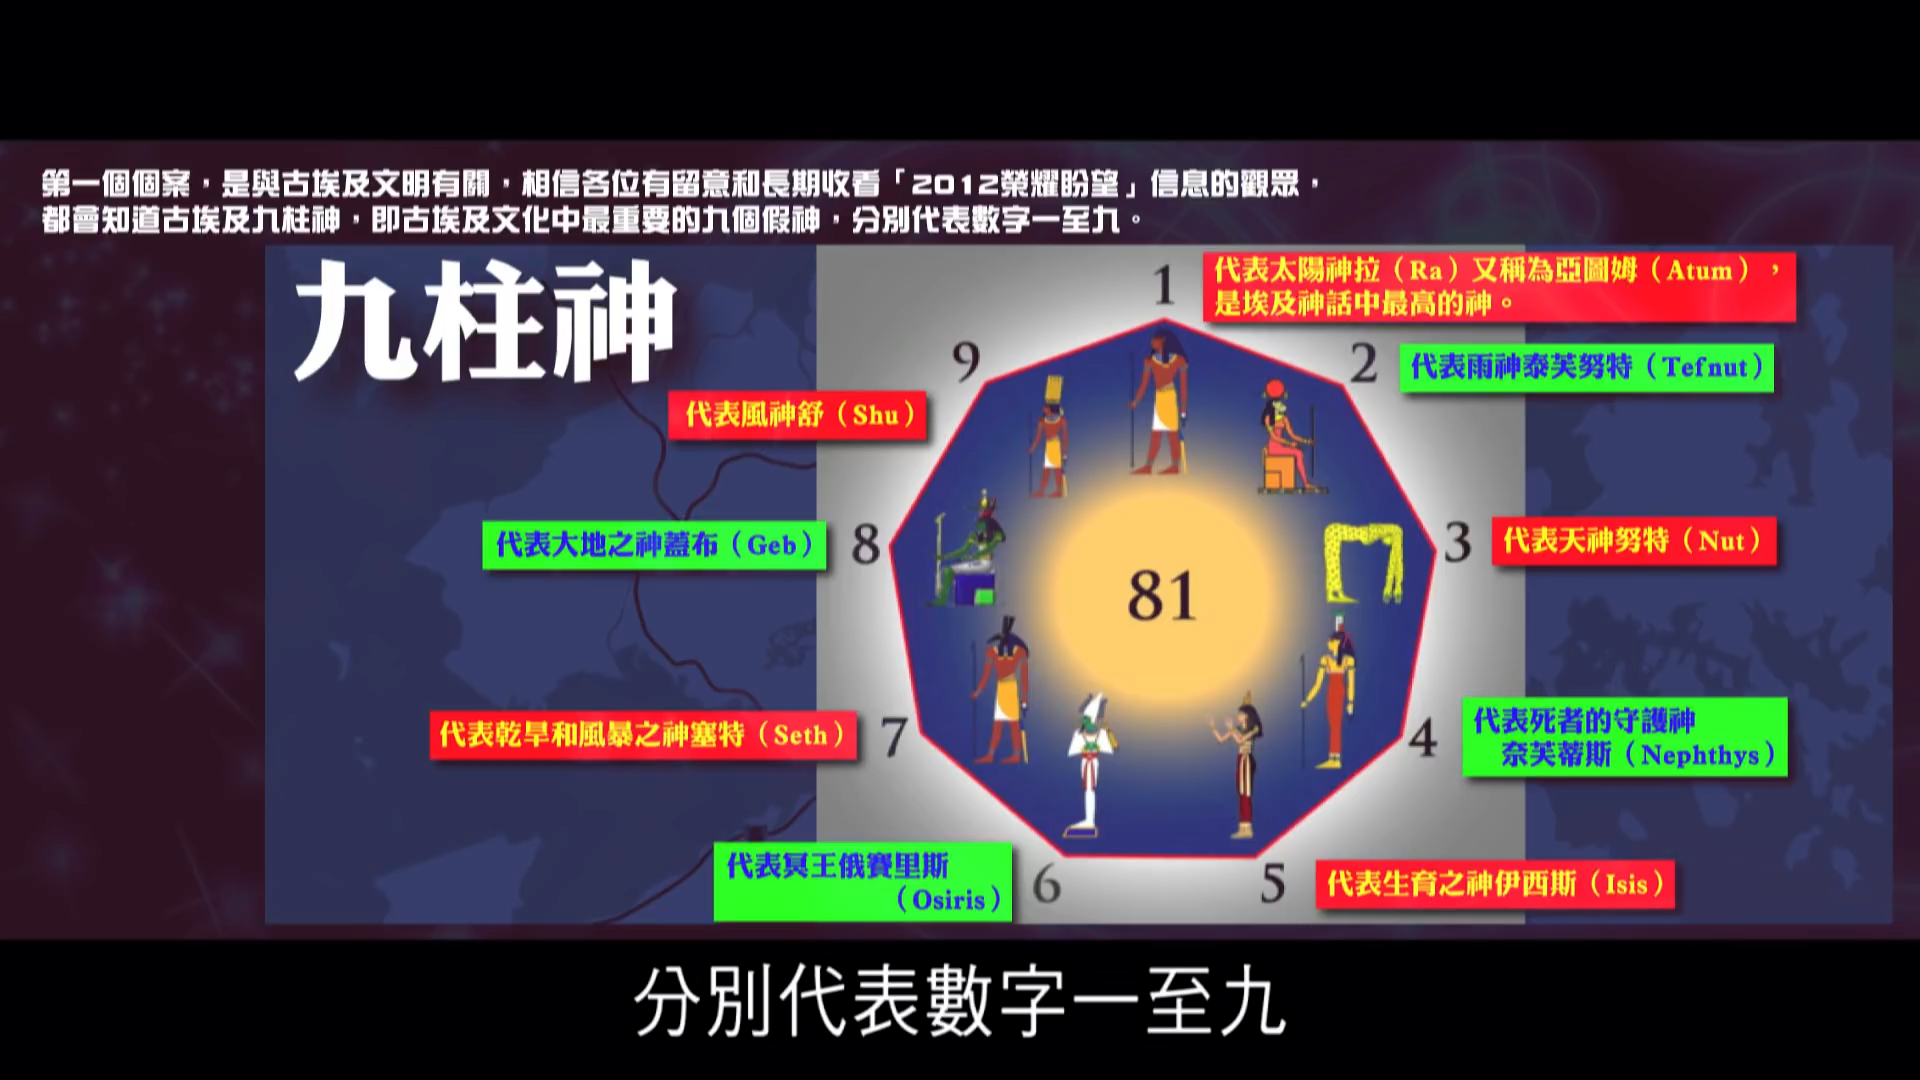 第一個個案，是與古埃及文明有關，相信各位有留意和長期收看「2012榮耀盼望」信息的觀眾，
都會知道古埃及九柱神，即古埃及文化中最重要的九個假神，分別代表數字一至九。
九柱神
1
代表太陽神拉（Ra）又稱為亞圖姆（Atum），
是埃及神話中最高的神。
2
代表雨神泰芙努特（Tefnut）
3
代表天神努特（Nut）
4
代表死者的守護神
奈芙蒂斯（Nephthys）
5
代表生育之神伊西斯（Isis）
6
代表冥王俄賽里斯
（Osiris）
7
代表乾旱和風暴之神塞特（Seth）
8
代表大地之神蓋布（Geb）
9
代表風神舒（Shu）
81
分別代表數字一至九